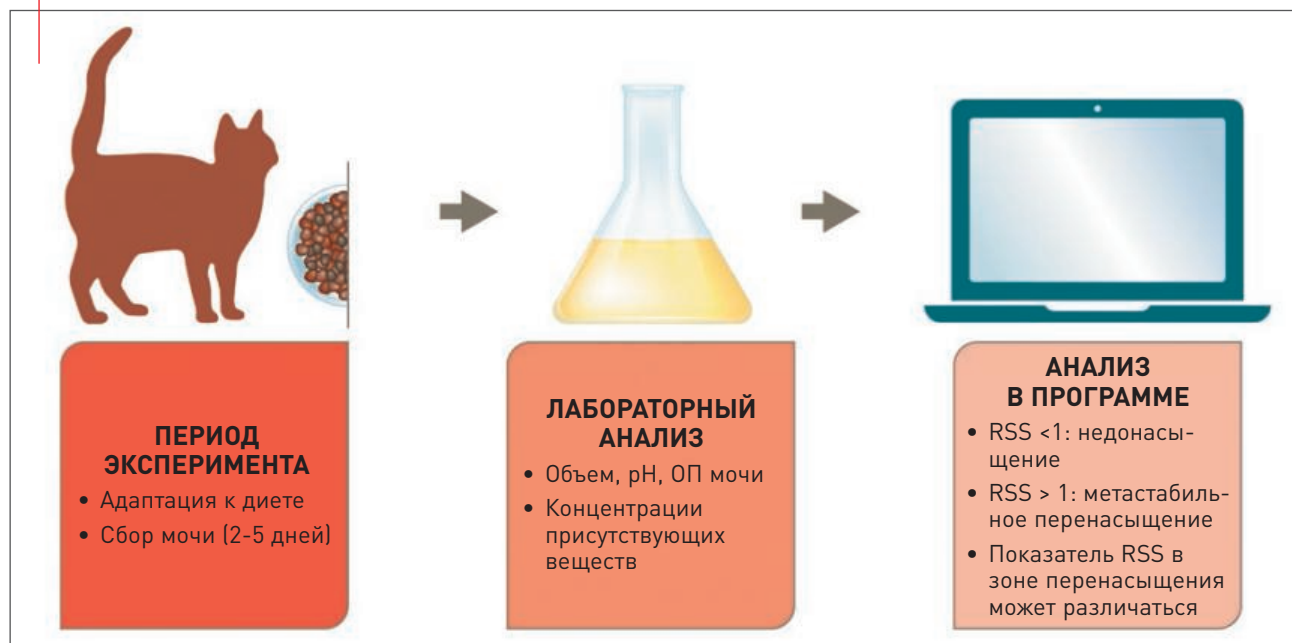 ПЕРИОД
ЭКСПЕРИМЕНТА
• Адаптация к диете
• Сбор мочи (2-5 дней)
ЛАБОРАТОРНЫЙ
АНАЛИЗ
• Объем, pH, ОП мочи
• Концентрации
присутствующих
веществ
АНАЛИЗ
В ПРОГРАММЕ
• RSS <1: недонасы-
щение
• RSS > 1: метастабиль-
ное перенасыщение
• Показатель RSS в
зоне перенасыщения
может различаться